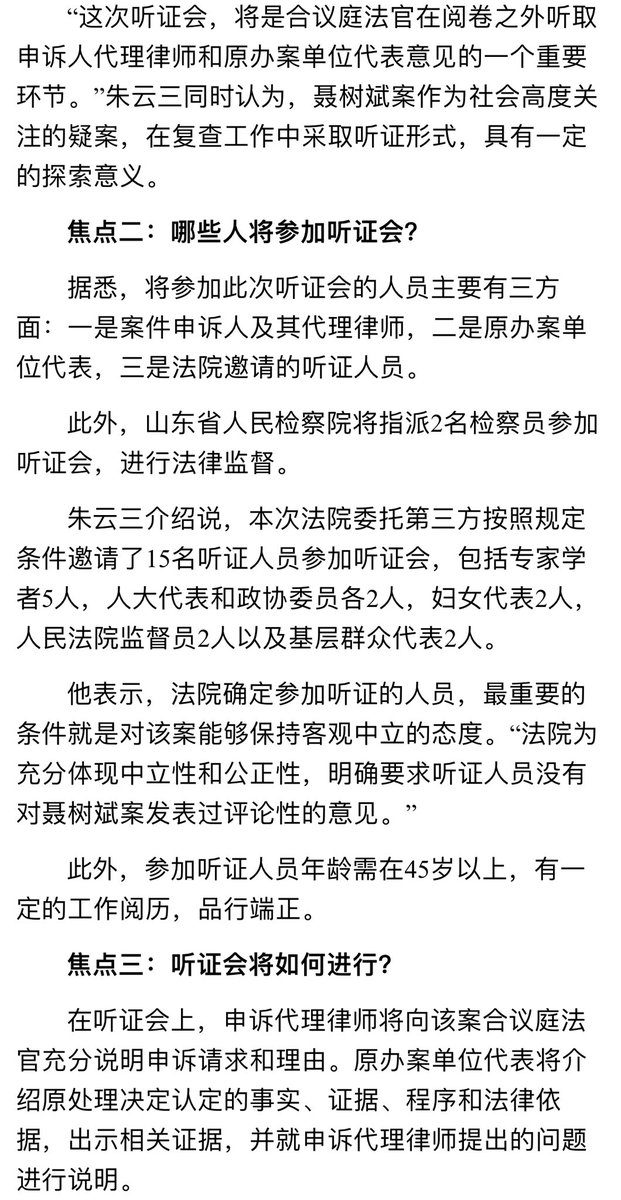 “这次听证会，将是合议庭法官在阅卷之外听取
申诉人代理律师和原办案单位代表意见的一个重要
环节。”朱云三同时认为，聂树斌案作为社会高度关
注的疑案，在复查工作中采取听证形式，具有一定
的探索意义。
焦点二：哪些人将参加听证会?
据悉，将参加此次听证会的人员主要有三方
面：一是案件申诉人及其代理律师，二是原办案单
位代表，三是法院邀请的听证人员。
此外，山东省人民检察院将指派2名检察员参加
听证会，进行法律监督。
朱云三介绍说，本次法院委托第三方按照规定
条件邀请了15名听证人员参加听证会，包括专家学
者5人，人大代表和政协委员各2人，妇女代表2人，
人民法院监督员2人以及基层群众代表2人。
他表示，法院确定参加听证的人员，最重要的
条件就是对该案能够保持客观中立的态度。“法院为
充分体现中立性和公正性，明确要求听证人员没有
对聂树斌案发表过评论性的意见。”
此外，参加听证人员年龄需在45岁以上，有一
定的工作阅历，品行端正。
焦点三：听证会将如何进行?
在听证会上，申诉代理律师将向该案合议庭法
官充分说明申诉请求和理由。原办案单位代表将介
绍原处理决定认定的事实、证据、程序和法律依
据，出示相关证据，并就申诉代理律师提出的问题
进行说明。